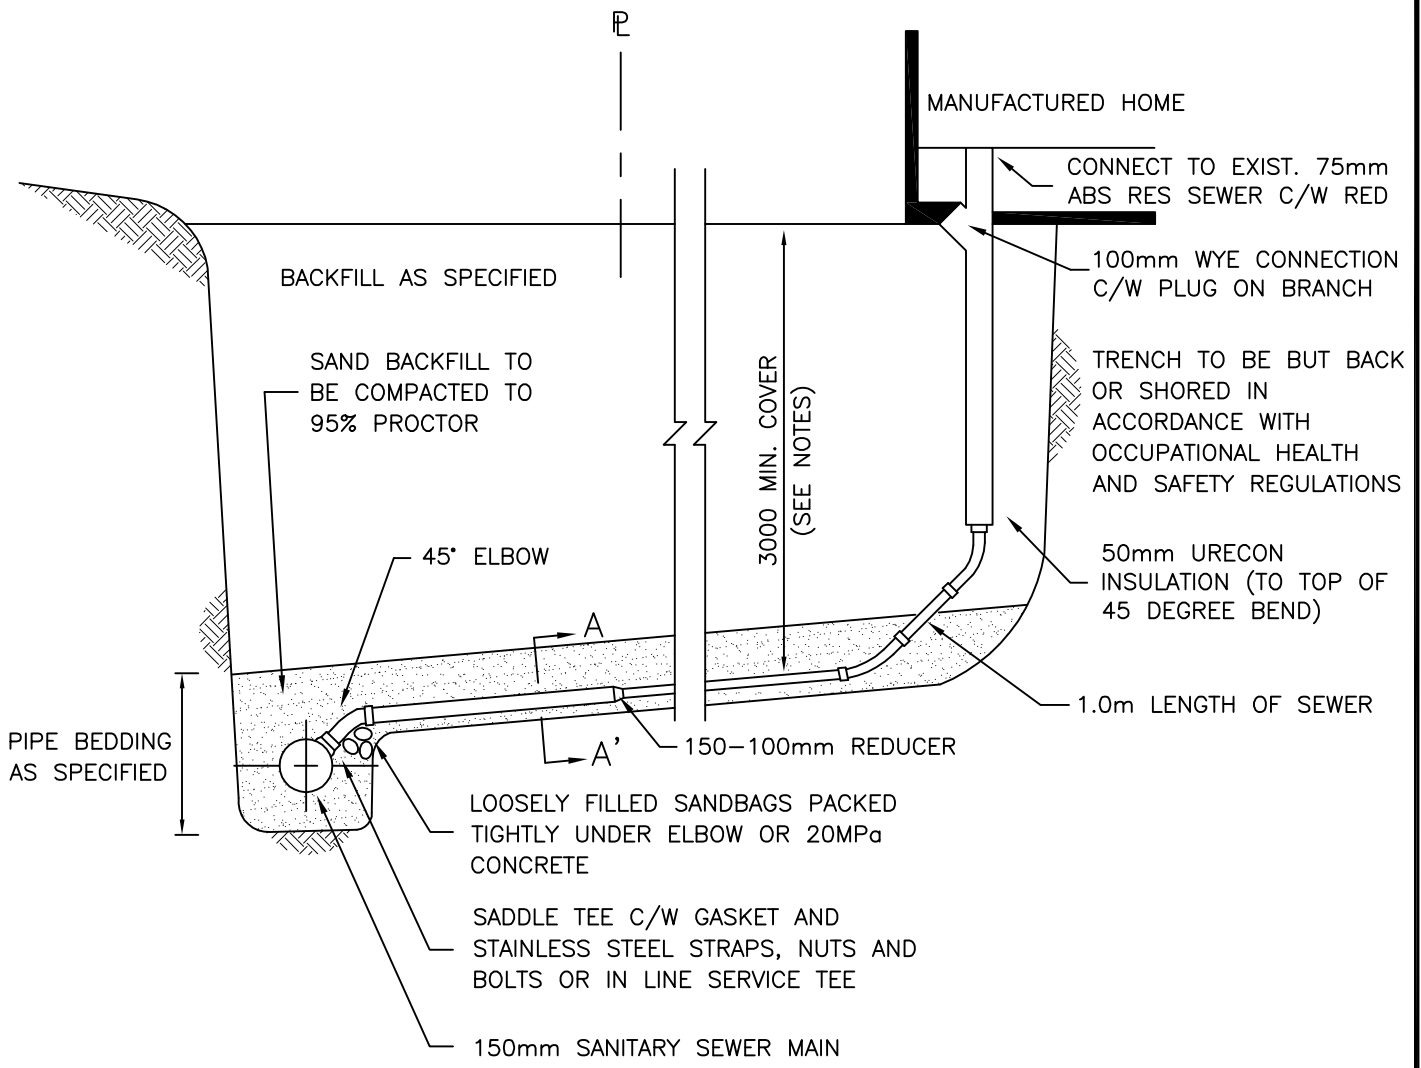 ℄
MANUFACTURED HOME
CONNECT TO EXIST. 75mm
ABS RES SEWER C/W RED
100mm WYE CONNECTION
C/W PLUG ON BRANCH
BACKFILL AS SPECIFIED
SAND BACKFILL TO
BE COMPACTED TO
95% PROCTOR
3000 MIN. COVER
(SEE NOTES)
TRENCH TO BE BUT BACK
OR SHORED IN
ACCORDANCE WITH
OCCUPATIONAL HEALTH
AND SAFETY REGULATIONS
45° ELBOW
50mm URECON
INSULATION (TO TOP OF
45 DEGREE BEND)
A
1.0m LENGTH OF SEWER
PIPE BEDDING
AS SPECIFIED
A'
150-100mm REDUCER
LOOSELY FILLED SANDBAGS PACKED
TIGHTLY UNDER ELBOW OR 20MPa
CONCRETE
SADDLE TEE C/W GASKET AND
STAINLESS STEEL STRAPS, NUTS AND
BOLTS OR IN LINE SERVICE TEE
150mm SANITARY SEWER MAIN